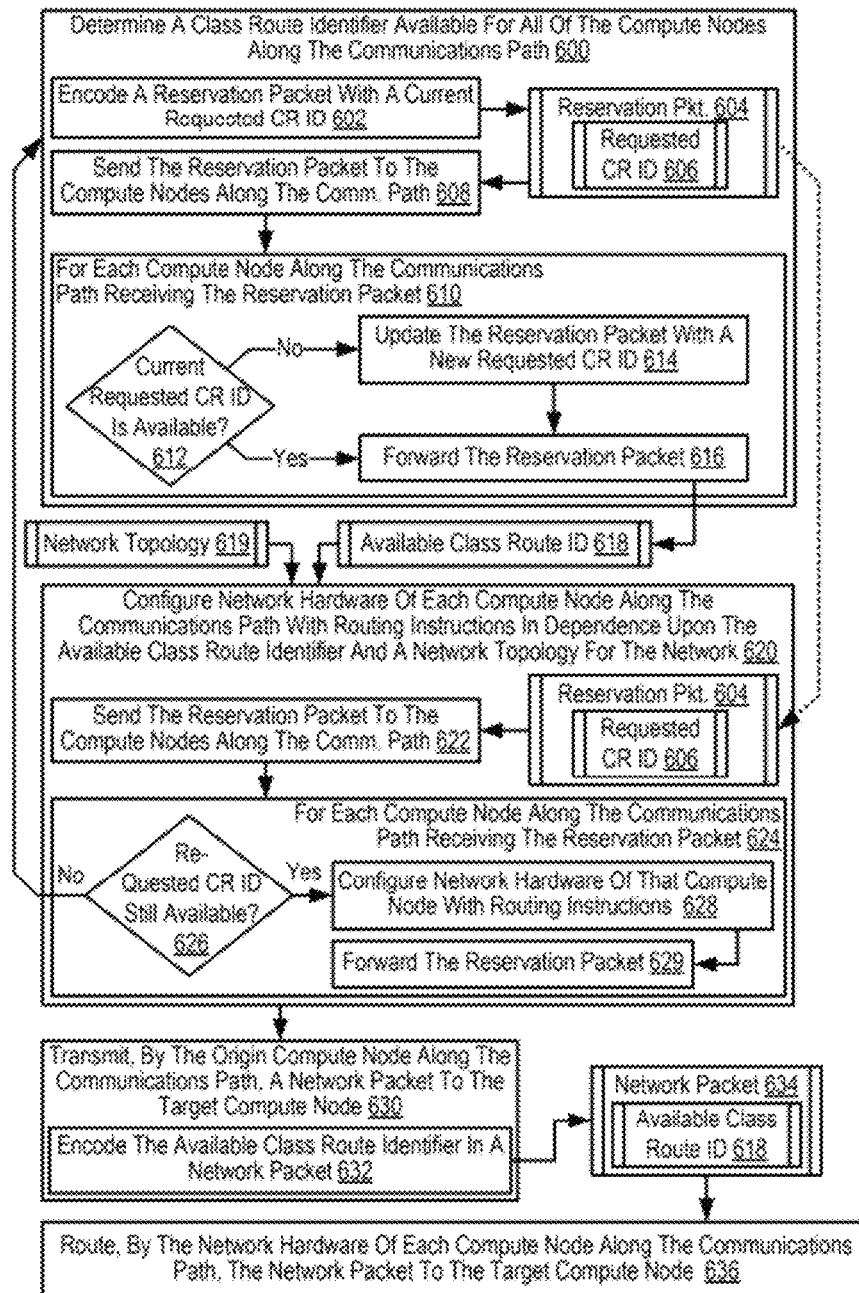 Determine A Class Route Identifier Available For All Of The Compute Nodes
Along The Communications Path 600
Encode A Reservation Packet With A Current
Requested CR ID 602
Reservation Pkt. 604
Requested
CR ID 606
Send The Reservation Packet To The
Compute Nodes Along The Comm. Path 608
For Each Compute Node Along The Communications
Path Receiving The Reservation Packet 610
Current
Requested CR ID
Is Available?
612
No
Update The Reservation Packet With A
New Requested CR ID 614
Yes
Forward The Reservation Packet 616
Network Topology 619
Available Class Route ID 618
Configure Network Hardware Of Each Compute Node Along The
Communications Path With Routing Instructions In Dependence Upon The
Available Class Route Identifier And A Network Topology For The Network 620
Send The Reservation Packet To The
Compute Nodes Along The Comm. Path 622
Reservation Pkt. 604
Requested
CR ID 606
For Each Compute Node Along The Communications
Path Receiving The Reservation Packet 624
No
Re-
Quested CR ID
Still Available?
626
Yes
Configure Network Hardware Of That Compute
Node With Routing Instructions 628
Forward The Reservation Packet 629
Transmit, By The Origin Compute Node Along The
Communications Path, A Network Packet To The
Target Compute Node 630
Encode The Available Class Route Identifier In A
Network Packet 632
Network Packet 634
Available Class
Route ID 618
Route, By The Network Hardware Of Each Compute Node Along The Communications
Path, The Network Packet To The Target Compute Node 636